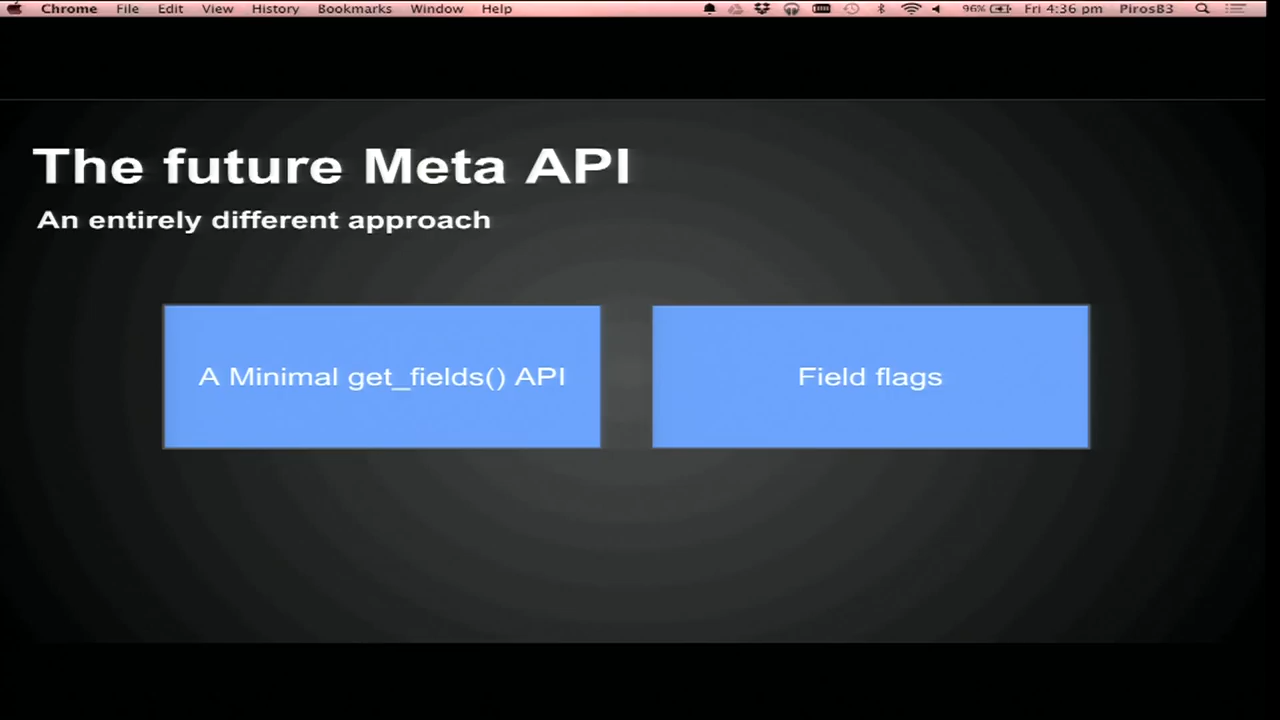 Chrome File Edit View History Bookmarks Window Help 96% Fri 4:36 pm PirosB3
The future Meta API
An entirely different approach
A Minimal get_fields() API
Field flags